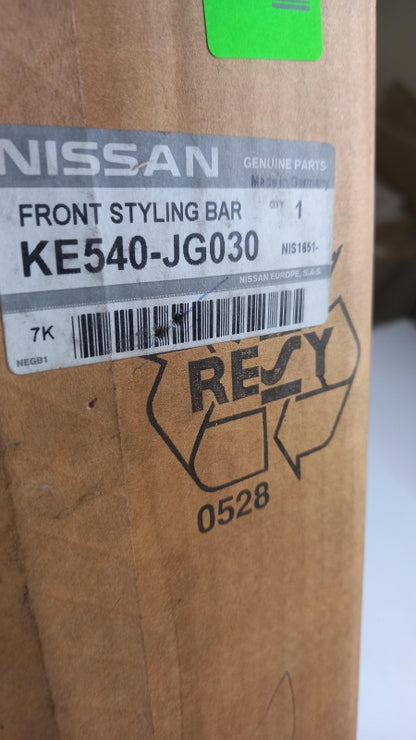 NISSAN
GENUINE PARTS
Made in Germany
FRONT STYLING BAR QTY 1
KE540-JG030 NIS1651-
NISSAN EUROPE, S.A.S.
7K
NEGB1
RESY
0528